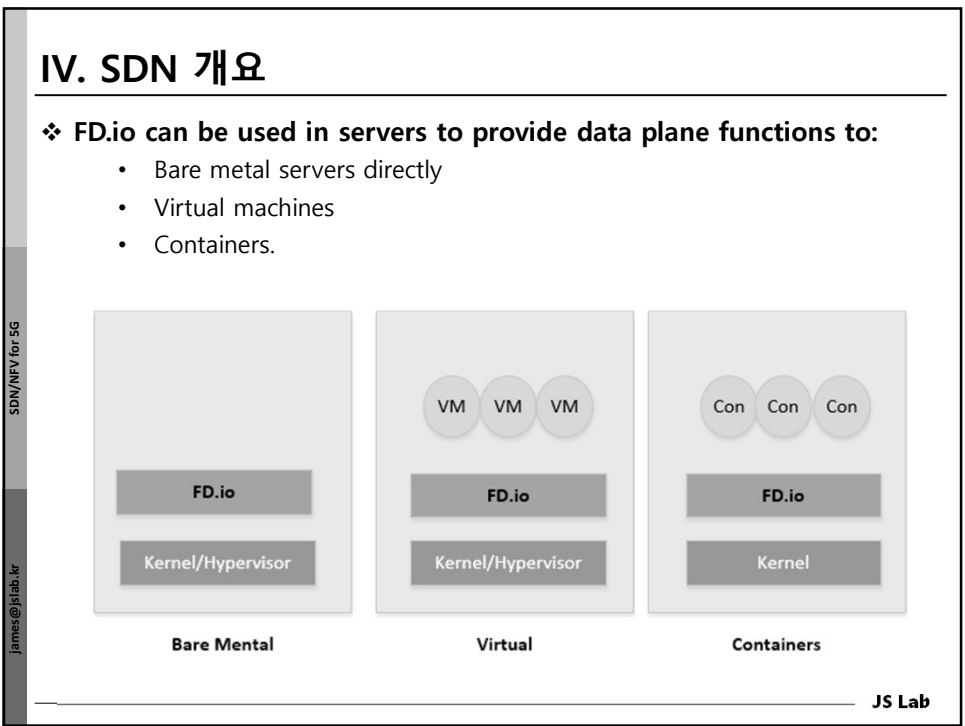 IV. SDN 개요
❖ FD.io can be used in servers to provide data plane functions to:
• Bare metal servers directly
• Virtual machines
• Containers.
SDN/NFV for 5G
james@jslab.kr
VM VM VM
Con Con Con
FD.io
FD.io
FD.io
Kernel/Hypervisor
Kernel/Hypervisor
Kernel
Bare Mental
Virtual
Containers
JS Lab